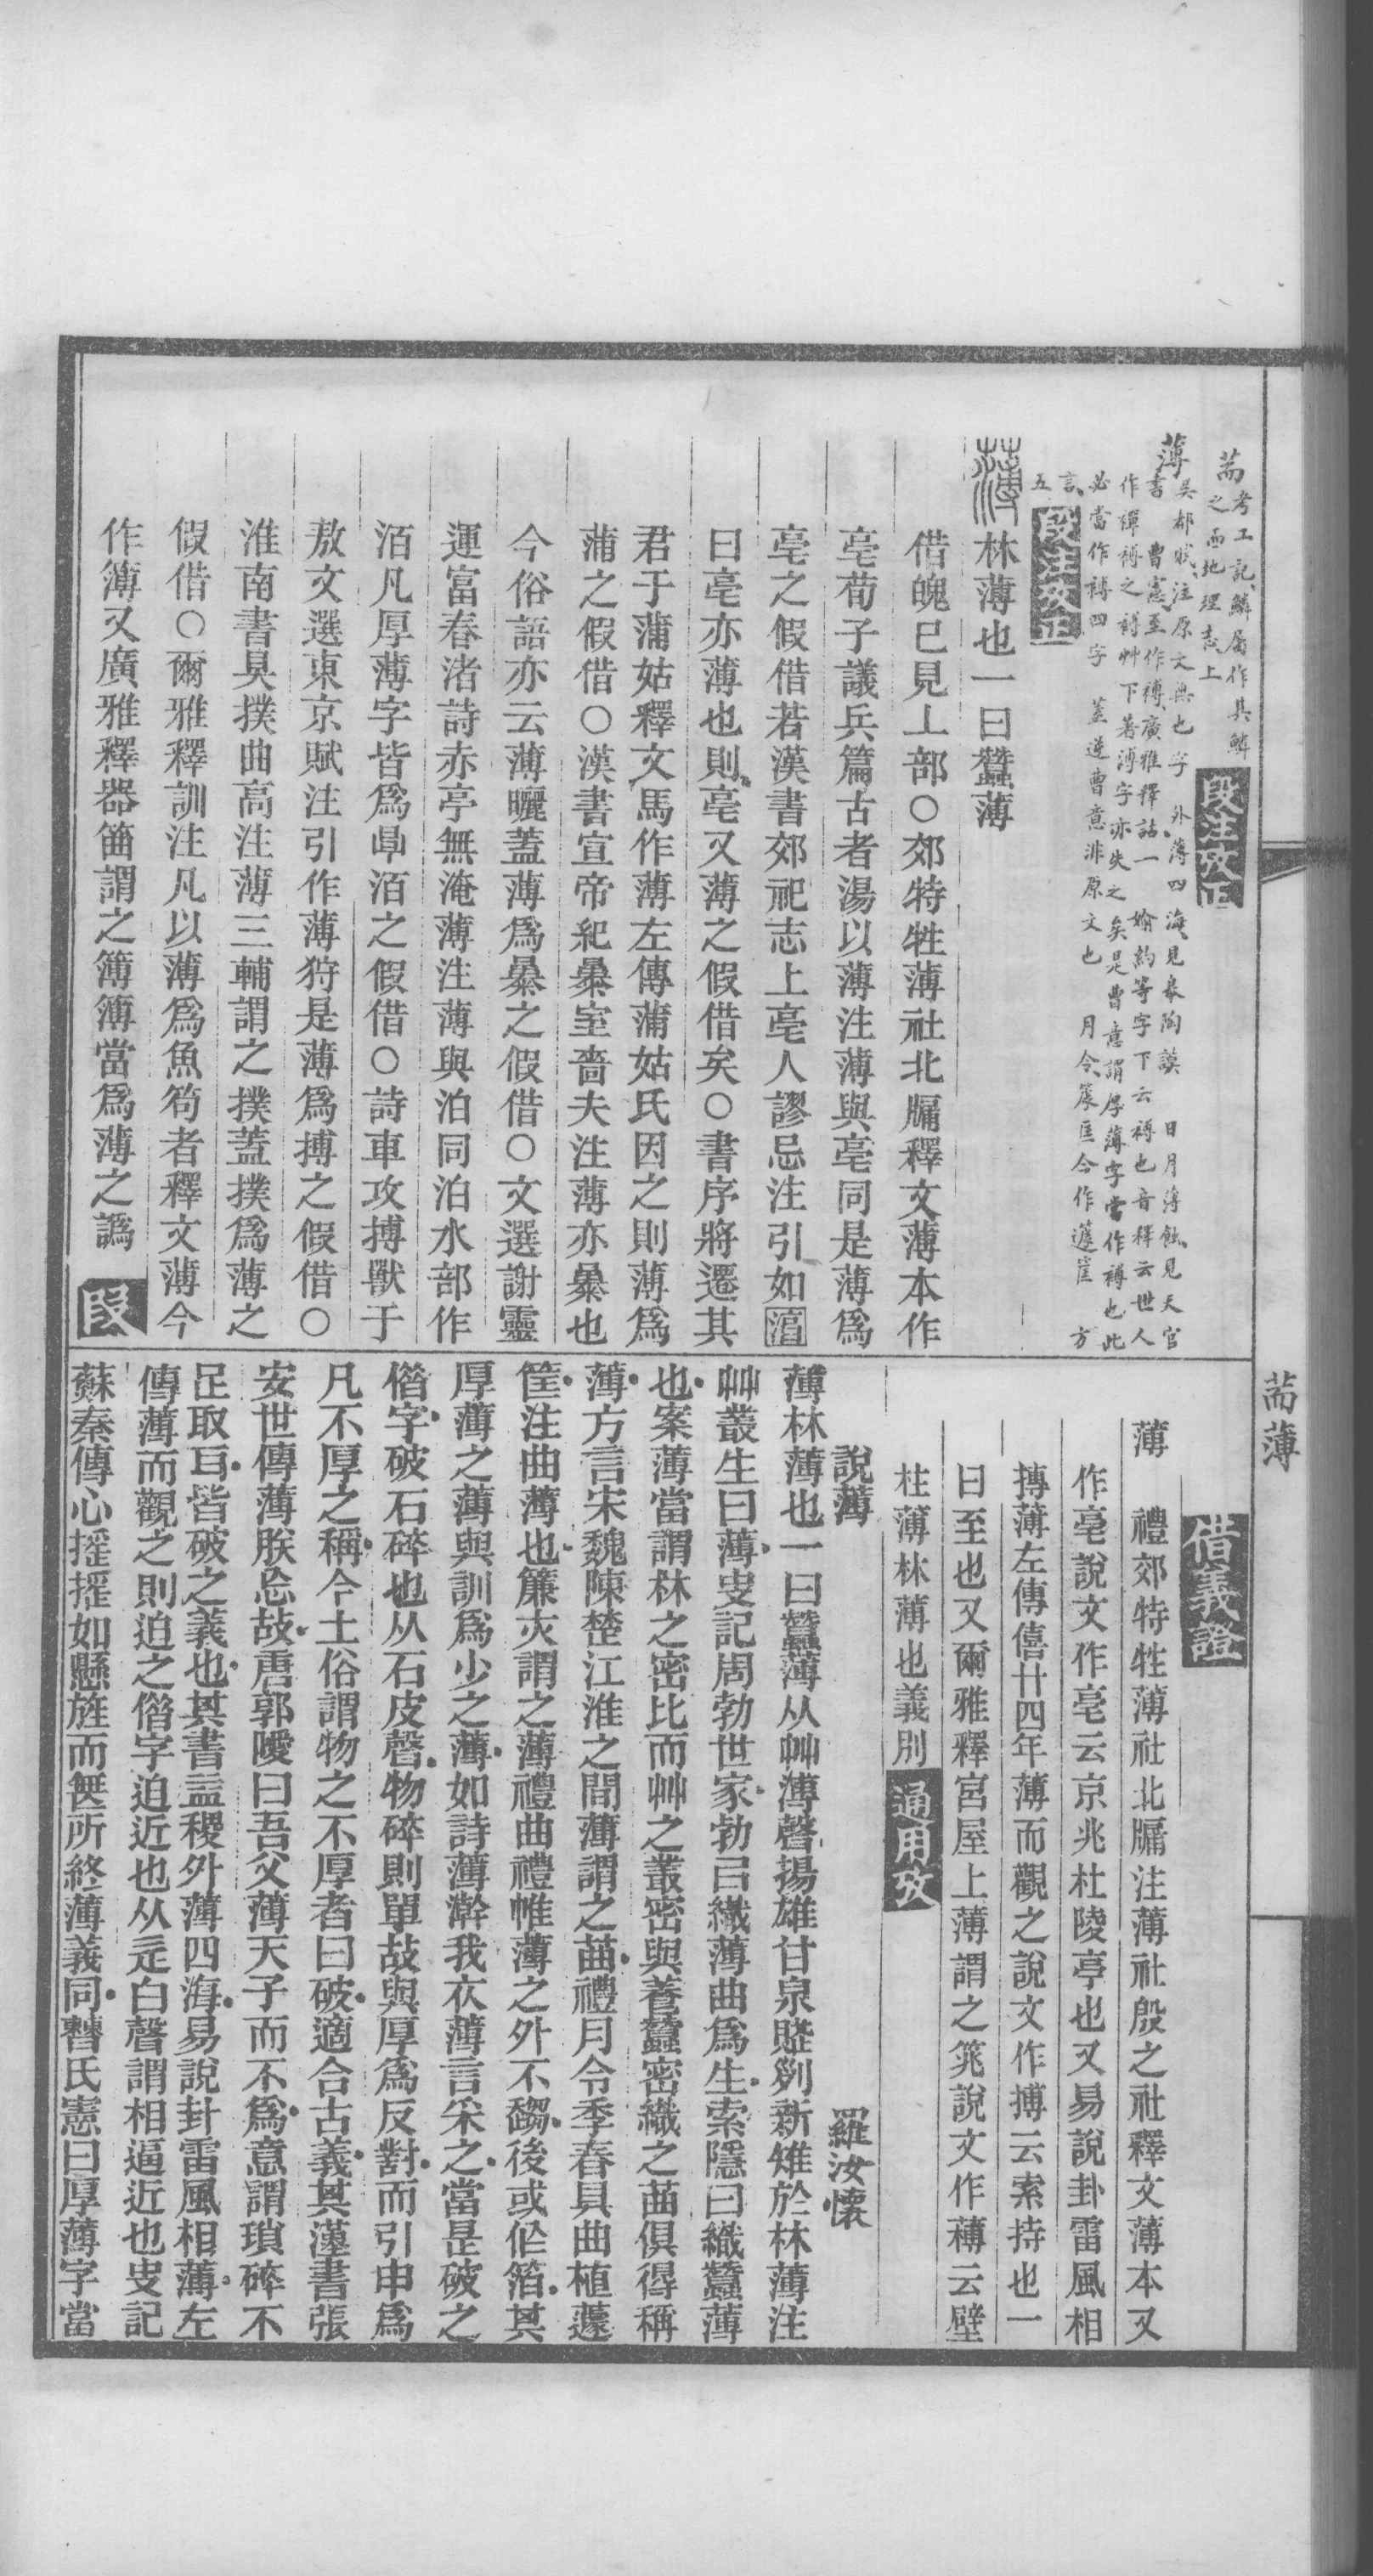 荋考工記鱗屬作其鱗
之而地理志上
段注攷正
薄吳都賦注原文無也字 外薄四海見皋陶謨 日月薄蝕見天官
書 曹憲至作䙏廣雅釋詁一 婾約等字下云䙏也音釋云世人
作禪䙏之䙏艸下著溥字亦失之矣是曹意謂厚薄字當作䙏也此
必當作䙏四字 蓋逆曹意非原文也 月令篆匡今作蘧筐 方
言
五
段注攷正
薄林薄也一曰蠶薄
借魄已見丄部○郊特牲薄社北牖釋文薄本作
亳荀子議兵篇古者湯以薄注薄與亳同是薄爲
亳之假借若漢書郊祀志上亳人謬忌注引如淳
曰亳亦薄也則亳又薄之假借矣○書序將遷其
君于蒲姑釋文馬作薄左傳蒲姑氏因之則薄爲
蒲之假借○漢書宣帝紀㬥室嗇夫注薄亦㬥也
今俗語亦云薄曬蓋薄爲㬥之假借○文選謝靈
運富春渚詩赤亭無淹薄注薄與泊同泊水部作
洦凡厚薄字皆爲卑洦之假借○詩車攻搏獸于
敖文選東京賦注引作薄狩是薄爲搏之假借○
淮南書具撲曲高注薄三輔謂之撲蓋撲爲薄之
假借○爾雅釋訓注凡以薄爲魚笱者釋文薄今
作簿又廣雅釋器笛謂之簿簿當爲薄之譌
段
借義證
薄 禮郊特牲薄社北牖注薄社殷之社釋文薄本又
作亳說文作亳云京兆杜陵亭也又易說卦雷風相
搏薄左傳僖廿四年薄而觀之說文作搏云索持也一
曰至也又爾雅釋宮屋上薄謂之筄說文作欂云壁
柱薄林薄也義別
通用攷
說薄 羅汝懷
薄林薄也一曰蠶薄从艸溥聲揚雄甘泉賦列新雉於林薄注
艸叢生曰薄史記周勃世家勃㠯織薄曲爲生索隱曰織蠶薄
也案薄當謂林之密比而艸之叢密與養蠶密織之苖俱得稱
薄方言宋魏陳楚江淮之間薄謂之苖禮月令季春具曲植蘧
筐注曲薄也簾亦謂之薄禮曲禮帷薄之外不趨後或作箔其
厚薄之薄與訓爲少之薄如詩薄澣我衣薄言采之當是破之
借字破石碎也从石皮聲物碎則單故與厚爲反對而引申爲
凡不厚之稱今土俗謂物之不厚者曰破適合古義其漢書張
安世傳薄朕忘故唐郭曖曰吾父薄天子而不爲意謂瑣碎不
足取耳皆破之義也其書益稷外薄四海易說卦雷風相薄左
傳薄而觀之則迫之借字迫近也从辵白聲謂相逼近也史記
蘇秦傳心搖搖如懸旌而無所終薄義同曹氏憲曰厚薄字當
荋薄